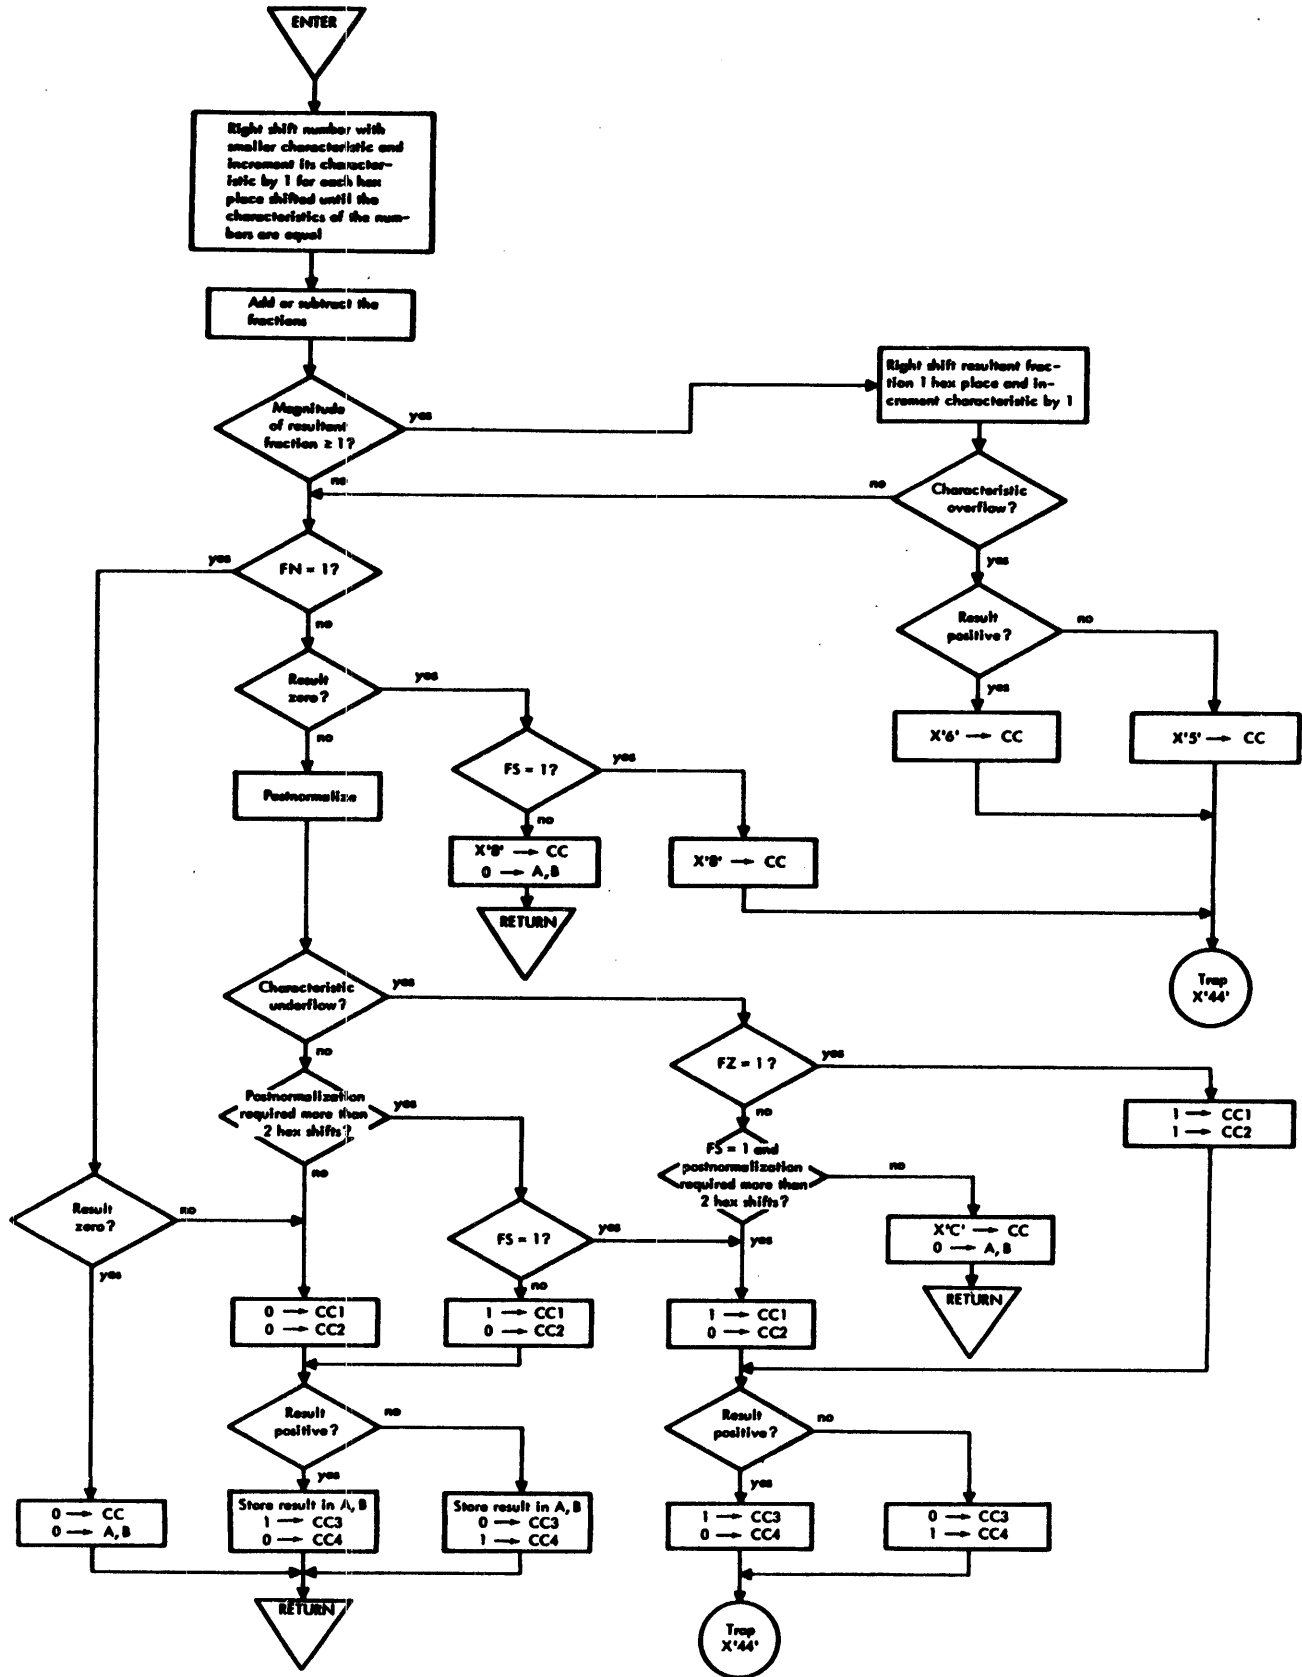 ENTER
Right shift number with
smaller characteristic and
increment its character-
istic by 1 for each hex
place shifted until the
characteristics of the num-
bers are equal
Add or subtract the
fractions
Magnitude
of resultant
fraction ≥ 1?
yes
no
Right shift resultant frac-
tion 1 hex place and in-
crement characteristic by 1
Characteristic
overflow?
no
yes
Result
positive?
no
yes
X'6' → CC
X'5' → CC
FN = 1?
yes
no
Result
zero?
yes
no
FS = 1?
yes
no
Postnormalize
X'8' → CC
0 → A, B
X'8' → CC
RETURN
Trap
X'44'
Characteristic
underflow?
yes
no
FZ = 1?
yes
no
1 → CC1
1 → CC2
Postnormalization
required more than
2 hex shifts?
yes
no
FS = 1 and
postnormalization
required more than
2 hex shifts?
no
yes
X'C' → CC
0 → A, B
RETURN
Result
zero?
no
yes
FS = 1?
yes
no
0 → CC1
0 → CC2
1 → CC1
0 → CC2
1 → CC1
0 → CC2
Result
positive?
no
yes
Result
positive?
no
yes
0 → CC
0 → A, B
Store result in A, B
1 → CC3
0 → CC4
Store result in A, B
0 → CC3
1 → CC4
1 → CC3
0 → CC4
0 → CC3
1 → CC4
RETURN
Trap
X'44'